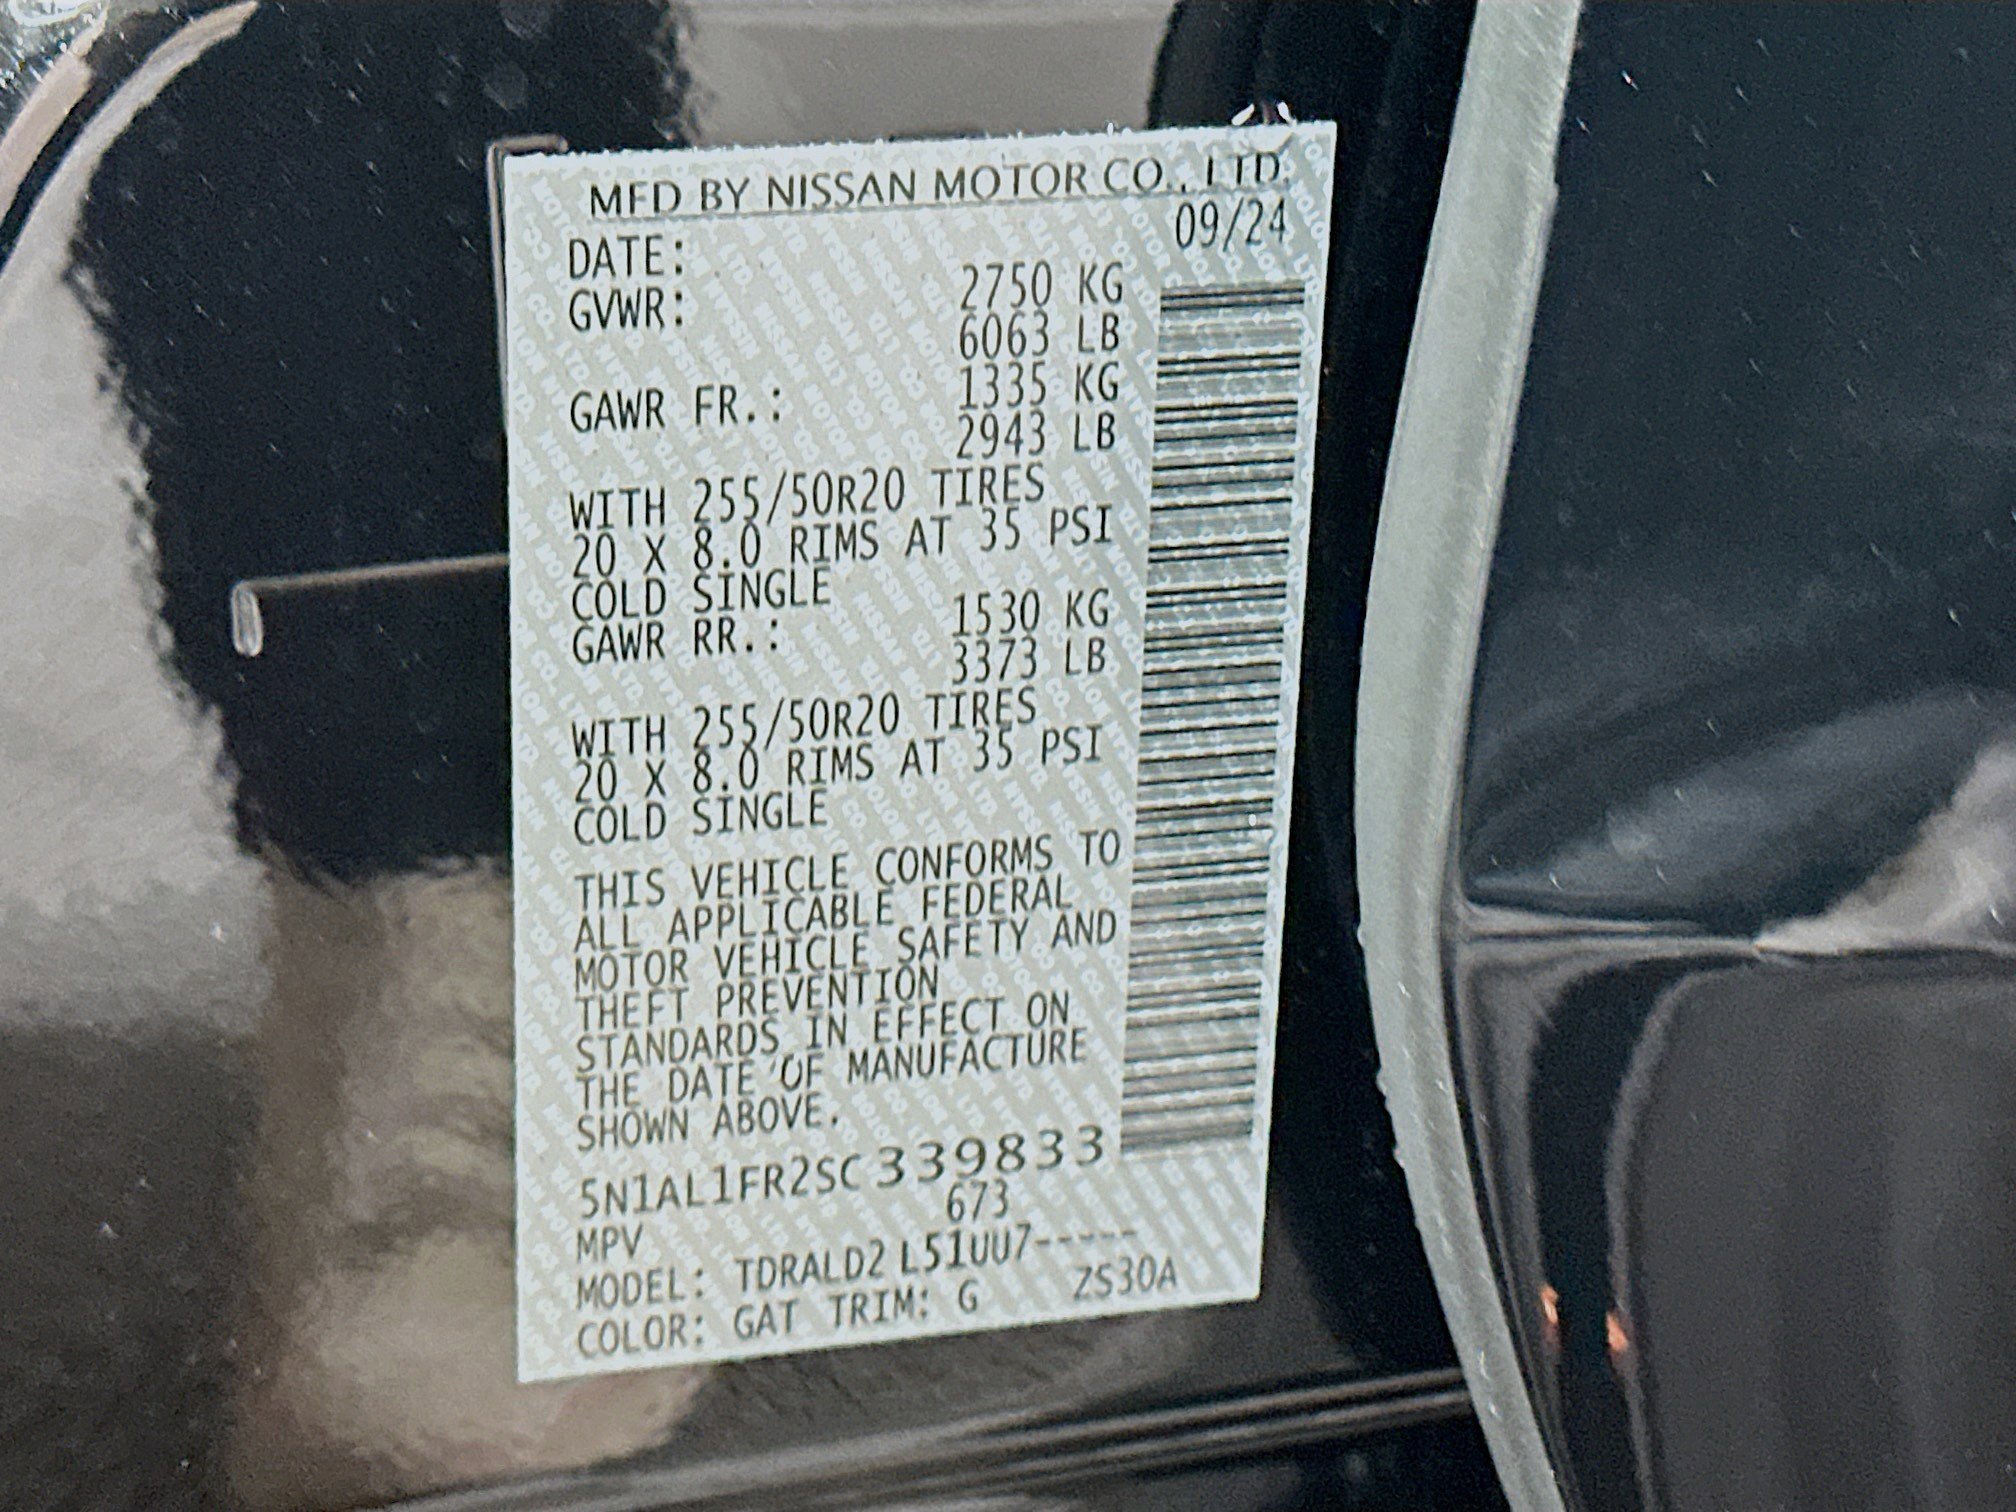 MFD BY NISSAN MOTOR CO., LTD.
DATE: 09/24
GVWR: 2750 KG
6063 LB
GAWR FR.: 1335 KG
2943 LB
WITH 255/50R20 TIRES
20 X 8.0 RIMS AT 35 PSI
COLD SINGLE
GAWR RR.: 1530 KG
3373 LB
WITH 255/50R20 TIRES
20 X 8.0 RIMS AT 35 PSI
COLD SINGLE
THIS VEHICLE CONFORMS TO
ALL APPLICABLE FEDERAL
MOTOR VEHICLE SAFETY AND
THEFT PREVENTION
STANDARDS IN EFFECT ON
THE DATE OF MANUFACTURE
SHOWN ABOVE.
5N1AL1FR2SC339833
MPV 673
MODEL: TDRALD2 L51UU7-----
COLOR: GAT TRIM: G ZS30A